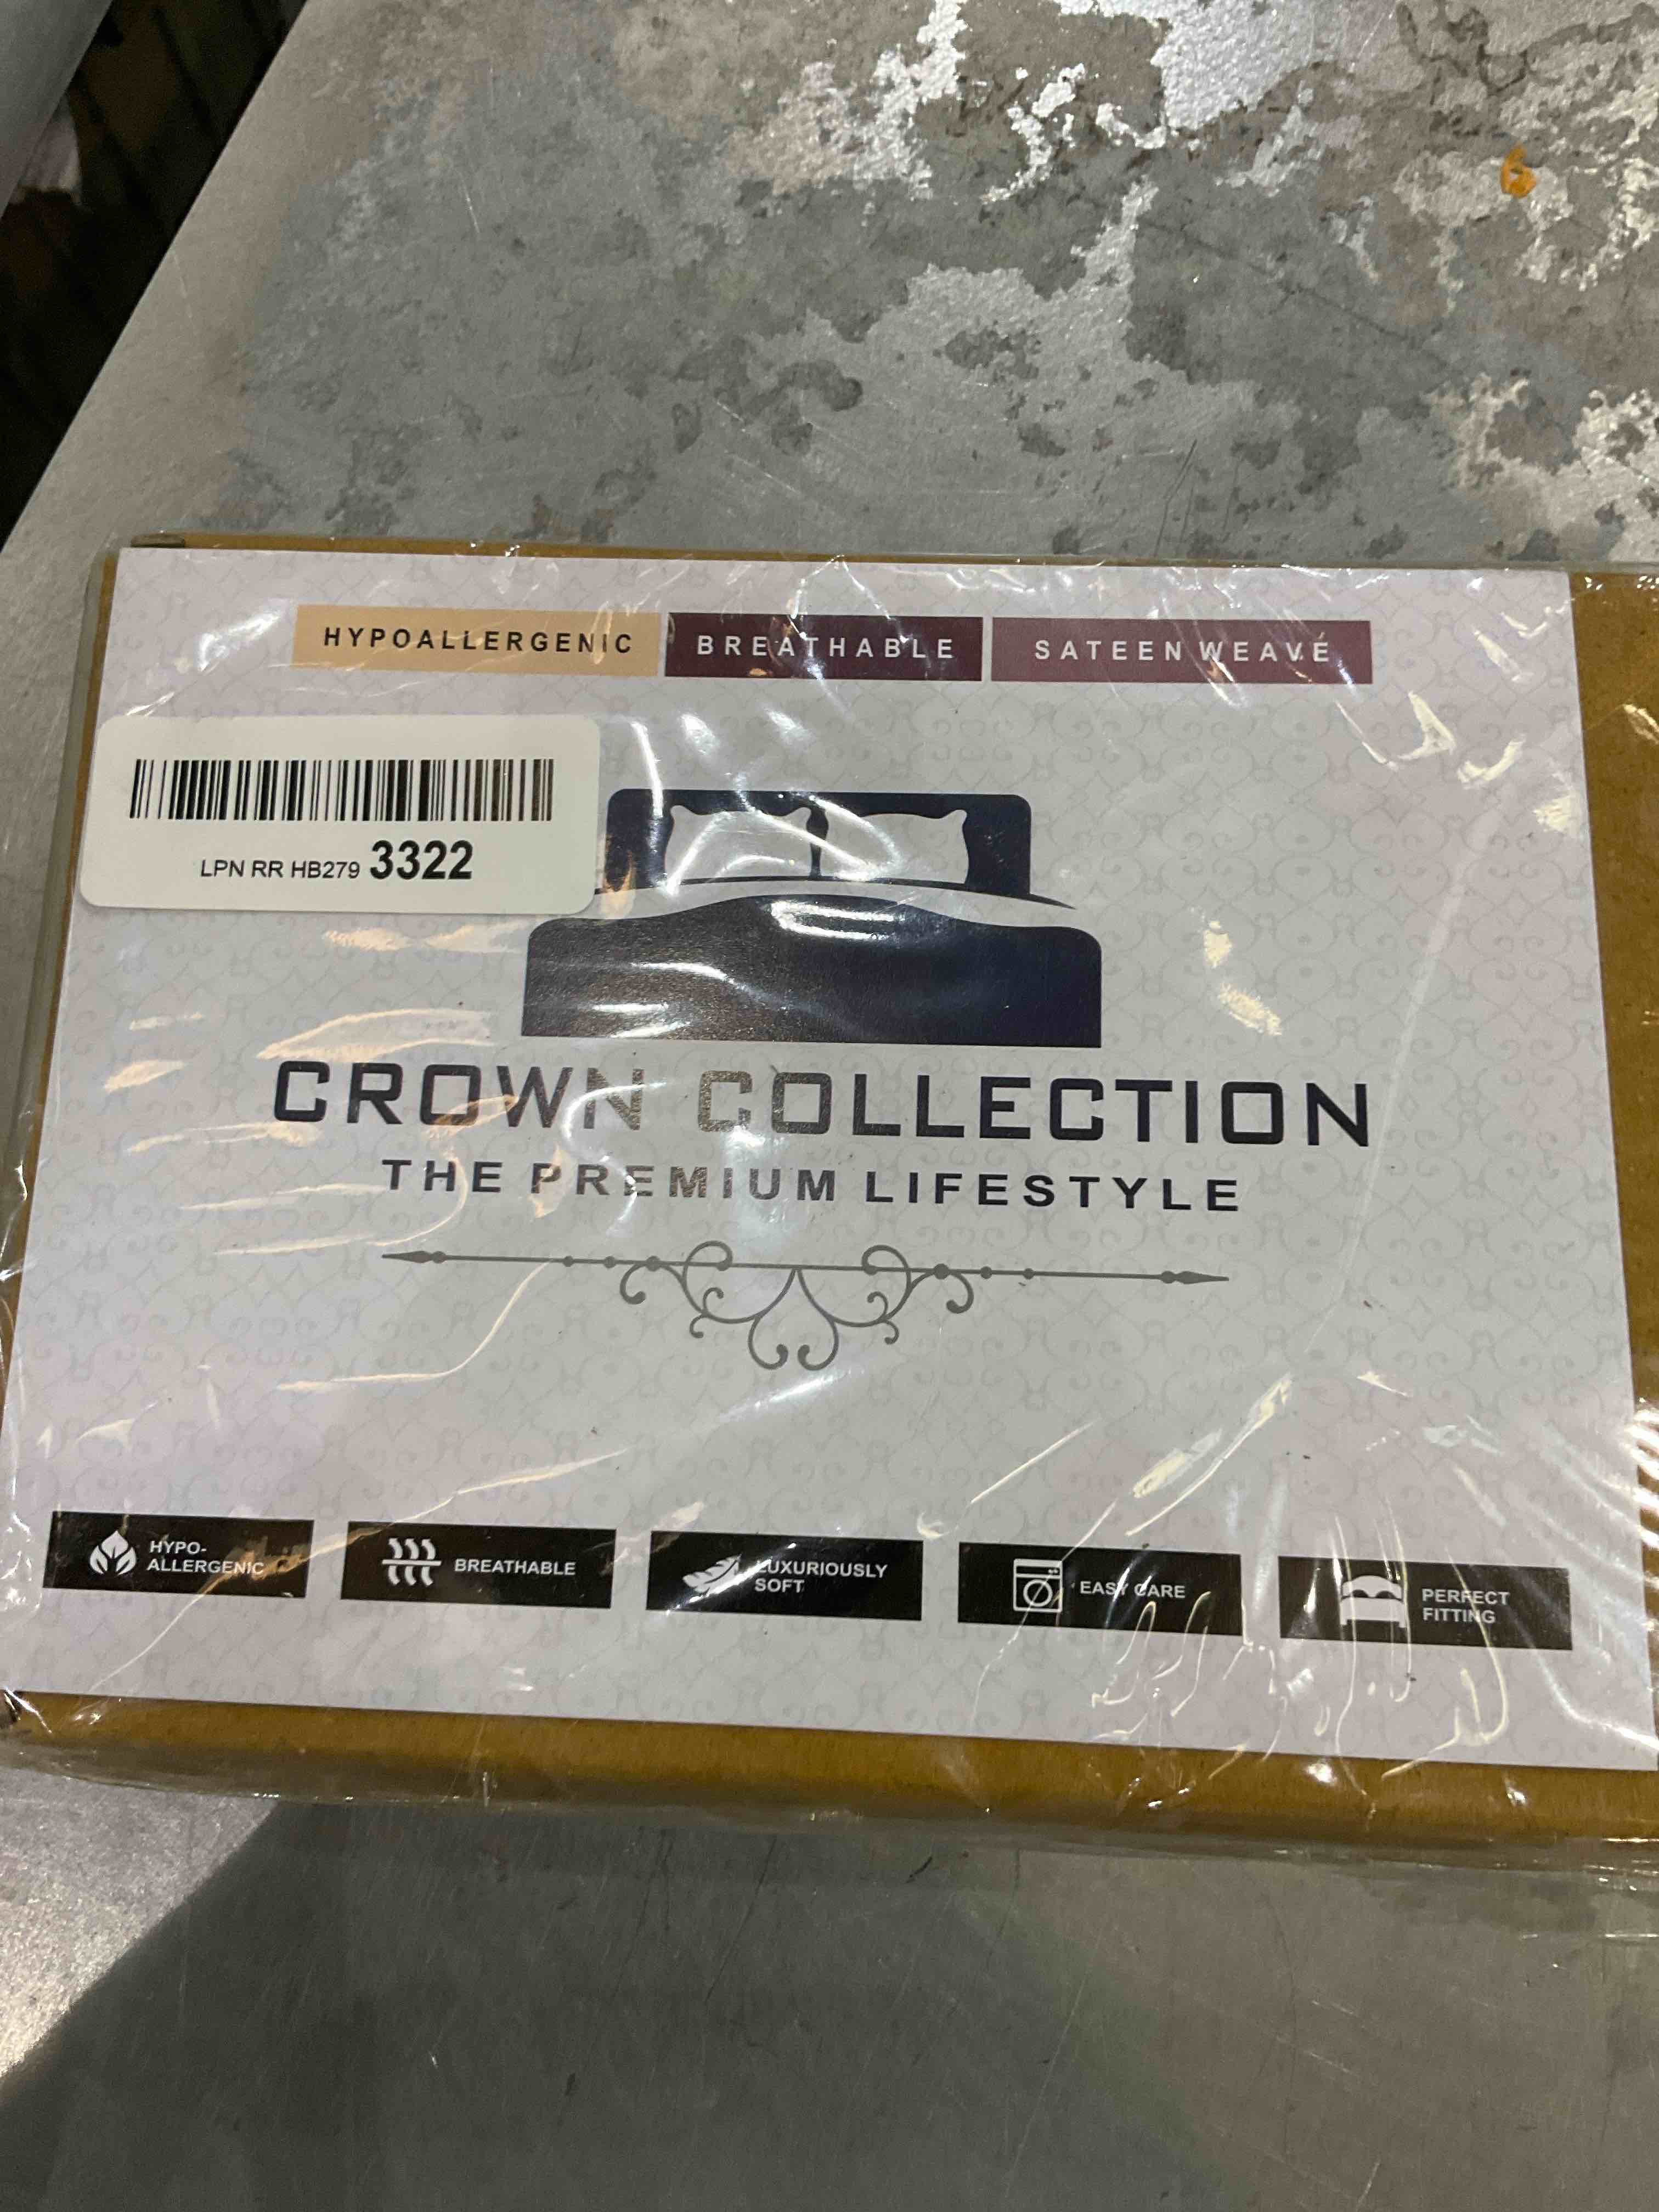 HYPOALLERGENIC BREATHABLE SATEEN WEAVE
LPN RR HB279 3322
CROWN COLLECTION
THE PREMIUM LIFESTYLE
HYPO-
ALLERGENIC
BREATHABLE
LUXURIOUSLY
SOFT
EASY CARE
PERFECT
FITTING